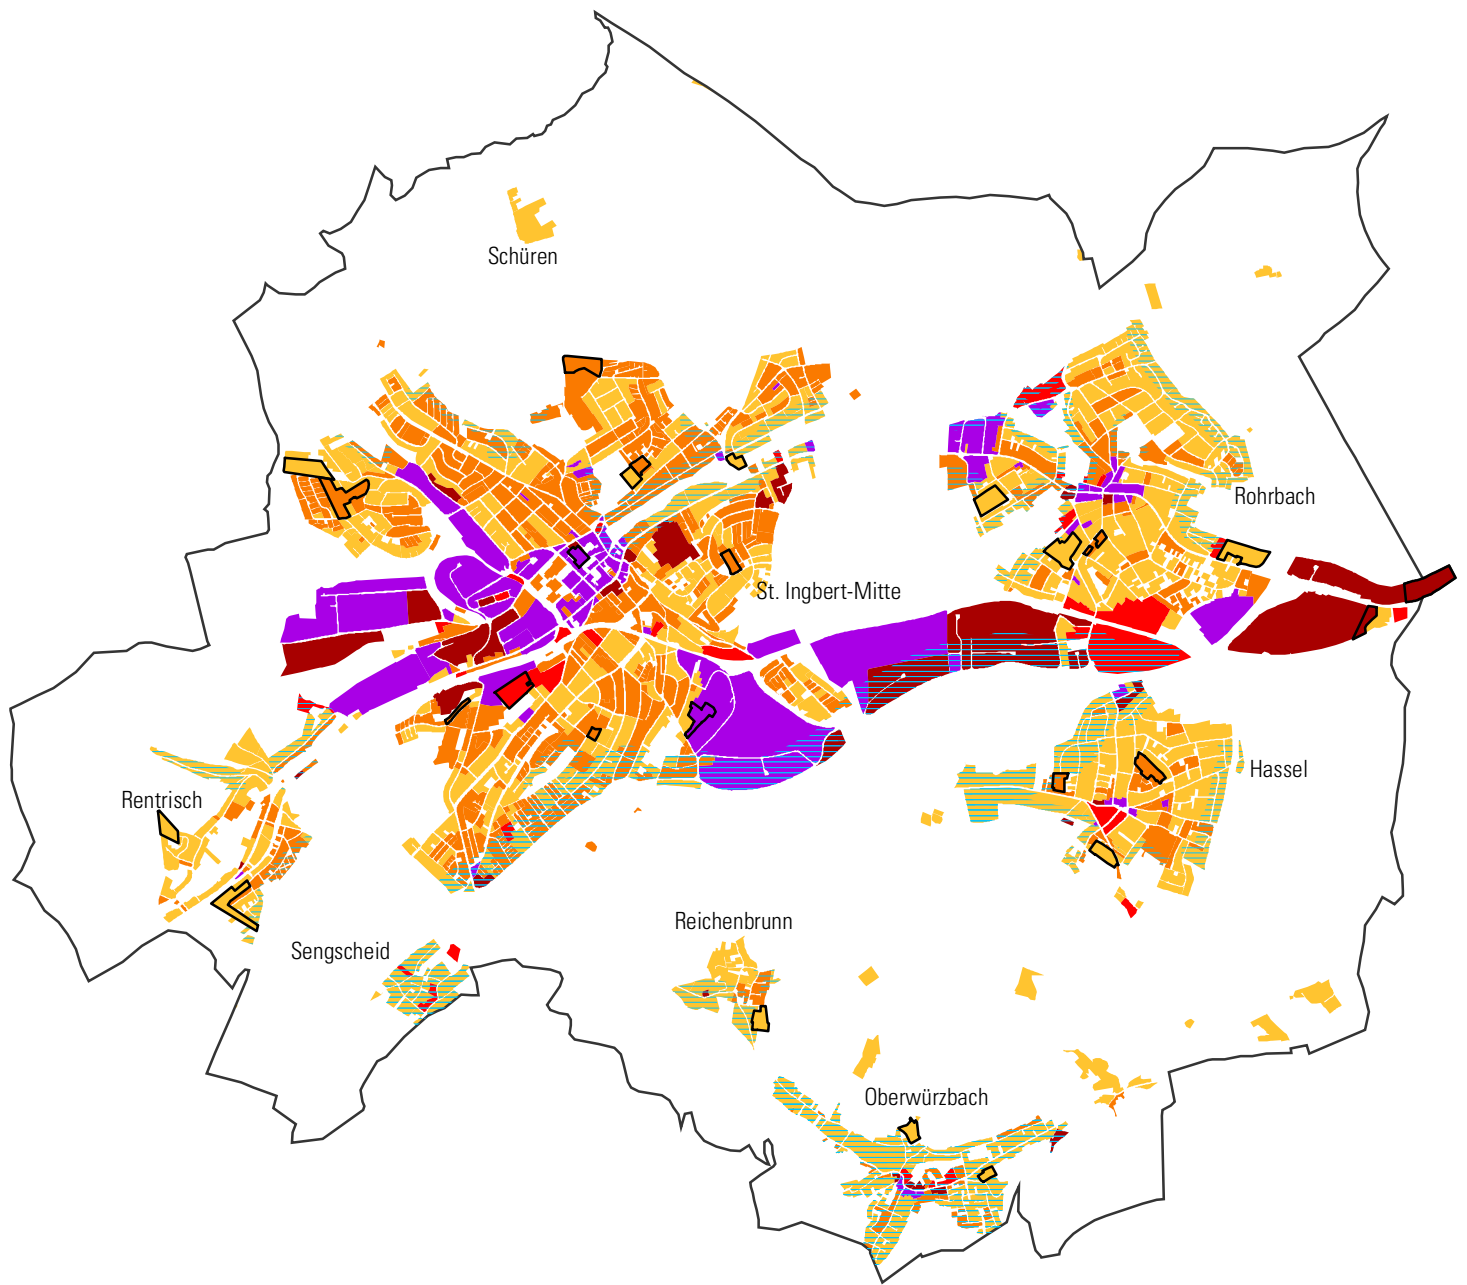 Schüren
Rohrbach
St. Ingbert-Mitte
Hassel
Rentrisch
Reichenbrunn
Sengscheid
Oberwürzbach